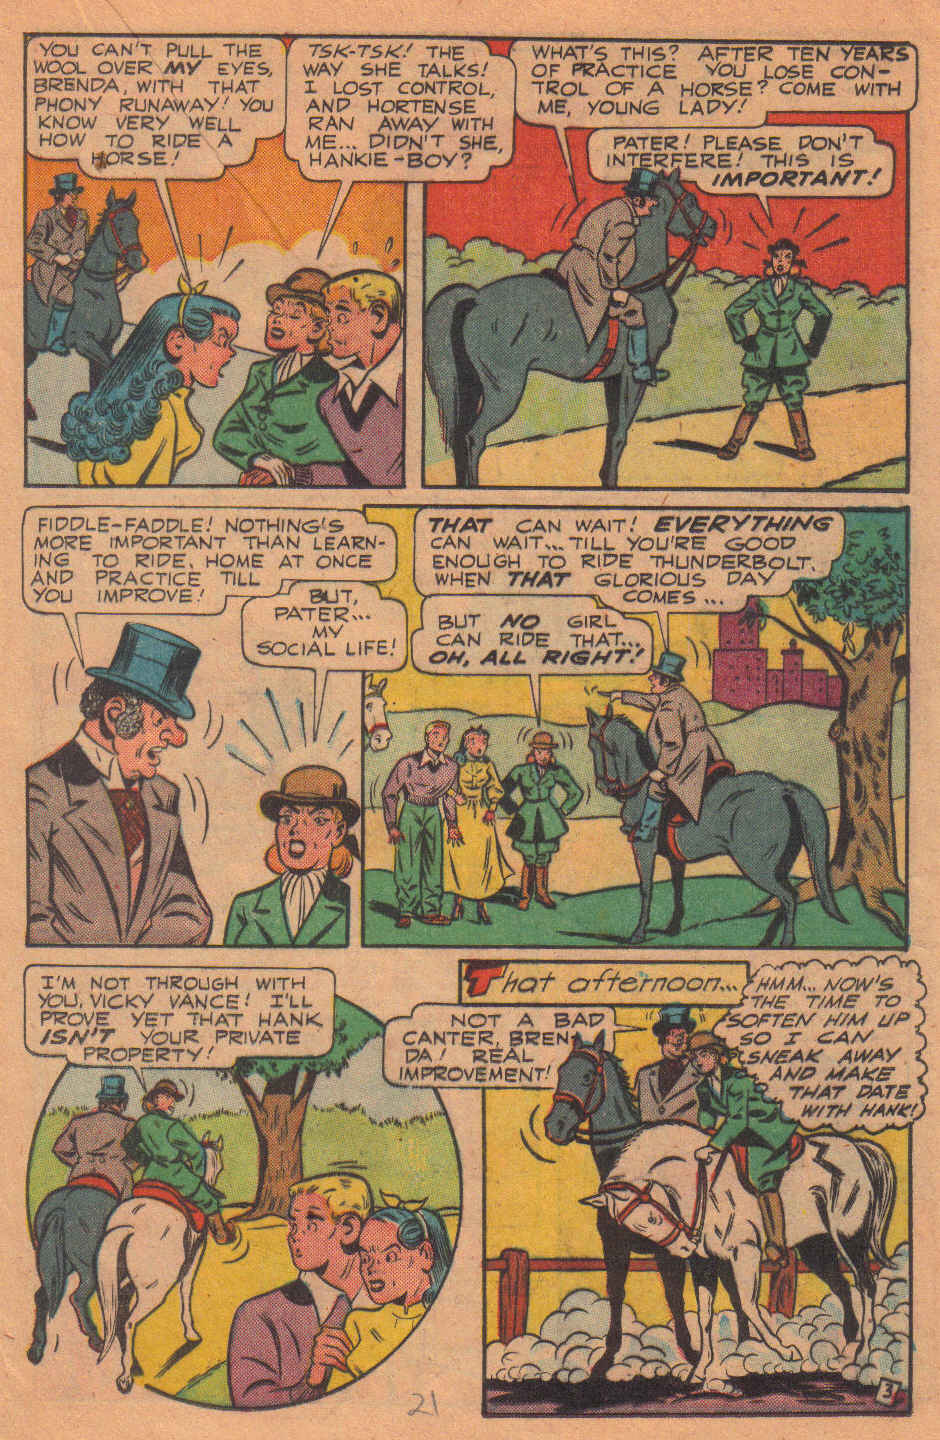 YOU CAN'T PULL THE
WOOL OVER MY EYES,
BRENDA, WITH THAT
PHONY RUNAWAY! YOU
KNOW VERY WELL
HOW TO RIDE A
HORSE!
TSK-TSK! THE
WAY SHE TALKS!
I LOST CONTROL,
AND HORTENSE
RAN AWAY WITH
ME... DIDN'T SHE,
HANKIE-BOY?
WHAT'S THIS? AFTER TEN YEARS
OF PRACTICE YOU LOSE CON-
TROL OF A HORSE? COME WITH
ME, YOUNG LADY!
PATER! PLEASE DON'T
INTERFERE! THIS IS
IMPORTANT!
FIDDLE-FADDLE! NOTHING'S
MORE IMPORTANT THAN LEARN-
ING TO RIDE. HOME AT ONCE
AND PRACTICE TILL
YOU IMPROVE!
BUT,
PATER...
MY
SOCIAL LIFE!
THAT CAN WAIT! EVERYTHING
CAN WAIT... TILL YOU'RE GOOD
ENOUGH TO RIDE THUNDERBOLT.
WHEN THAT GLORIOUS DAY
COMES...
BUT NO GIRL
CAN RIDE THAT...
OH, ALL RIGHT!
I'M NOT THROUGH WITH
YOU, VICKY VANCE! I'LL
PROVE YET THAT HANK
ISN'T YOUR PRIVATE
PROPERTY!
That afternoon...
NOT A BAD
CANTER, BREN-
DA! REAL
IMPROVEMENT!
HMM... NOW'S
THE TIME TO
SOFTEN HIM UP
SO I CAN
SNEAK AWAY
AND MAKE
THAT DATE
WITH HANK!
3
21